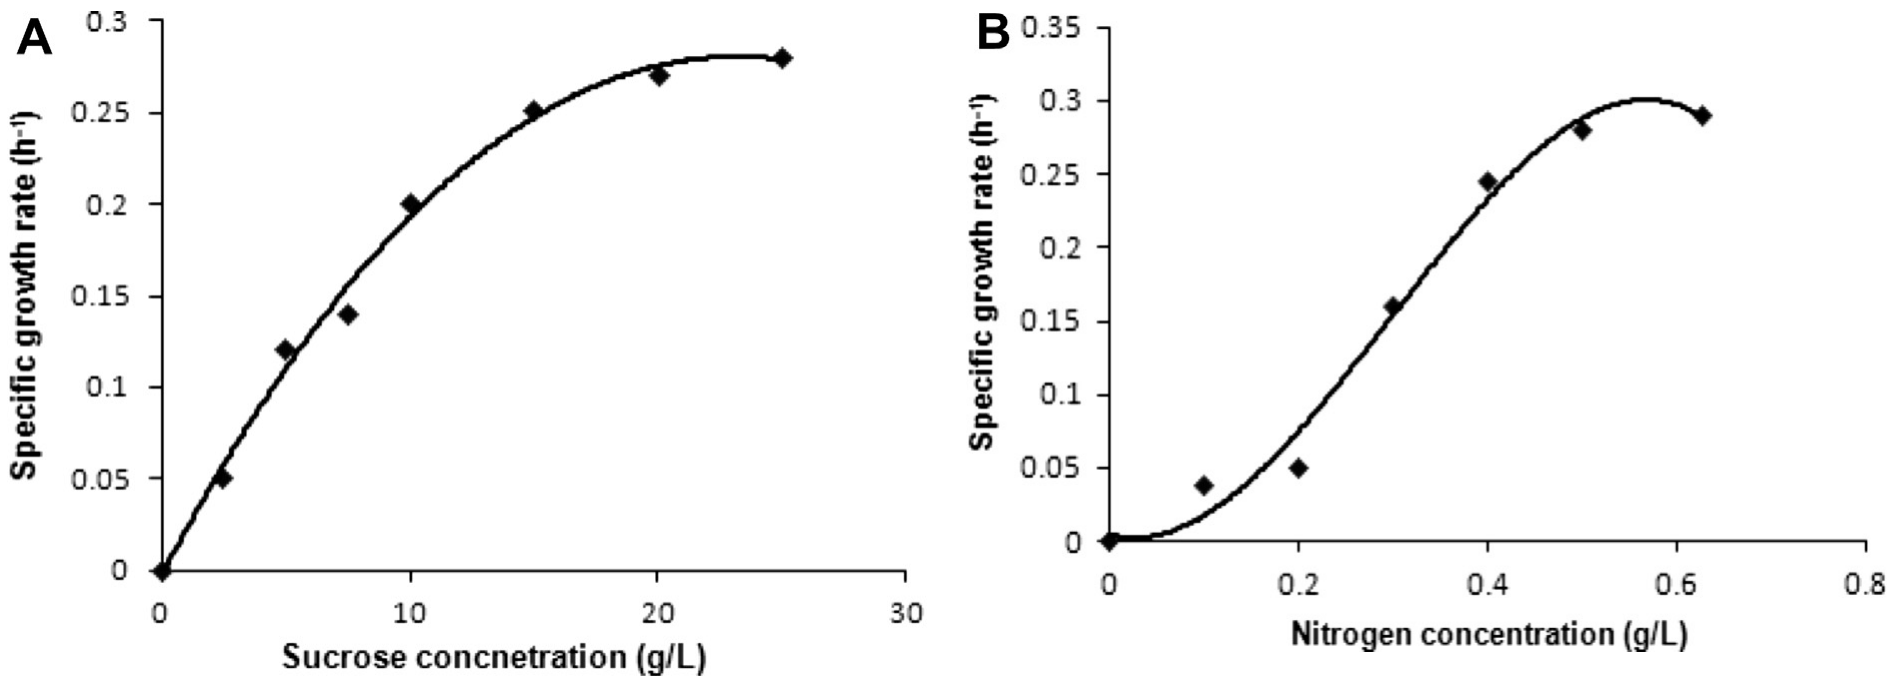 A
0.3
0.25
0.2
0.15
0.1
0.05
0
0 10 20 30
Specific growth rate (h⁻¹)
Sucrose concnetration (g/L)
B
0.35
0.3
0.25
0.2
0.15
0.1
0.05
0
0 0.2 0.4 0.6 0.8
Specific growth rate (h⁻¹)
Nitrogen concentration (g/L)